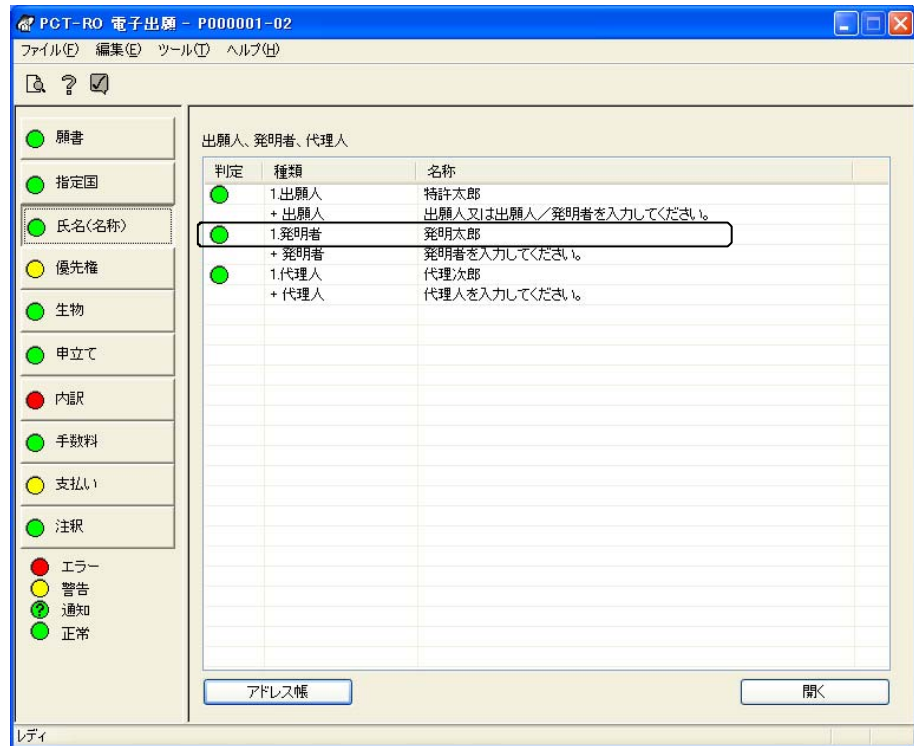 PCT-RO 電子出願 - P000001-02
ファイル(F) 編集(E) ツール(T) ヘルプ(H)
願書
指定国
氏名(名称)
優先権
生物
申立て
内訳
手数料
支払い
注釈
エラー
警告
通知
正常
出願人、発明者、代理人
判定 種類 名称
1.出願人 特許太郎
+ 出願人 出願人又は出願人／発明者を入力してください。
1.発明者 発明太郎
+ 発明者 発明者を入力してください。
1.代理人 代理次郎
+ 代理人 代理人を入力してください。
アドレス帳 開く
レディ